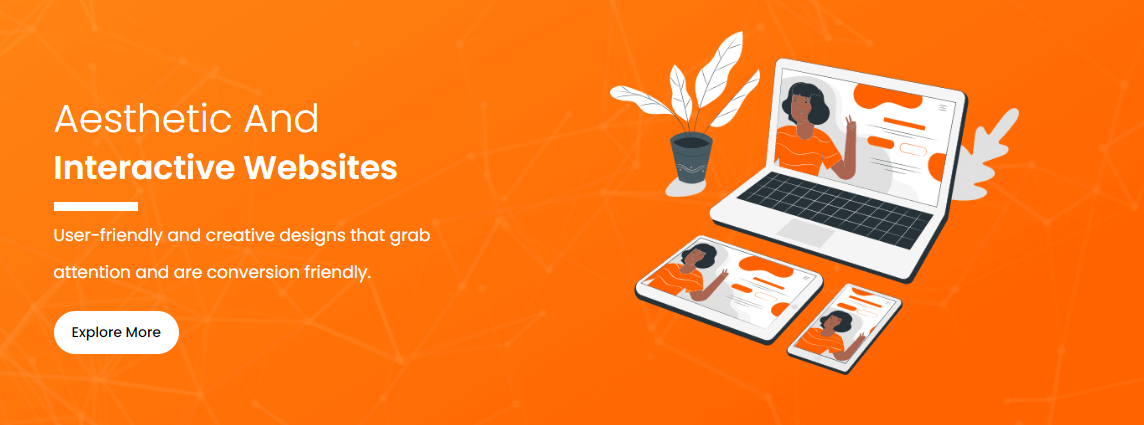 Aesthetic And
Interactive Websites
User-friendly and creative designs that grab
attention and are conversion friendly.
Explore More